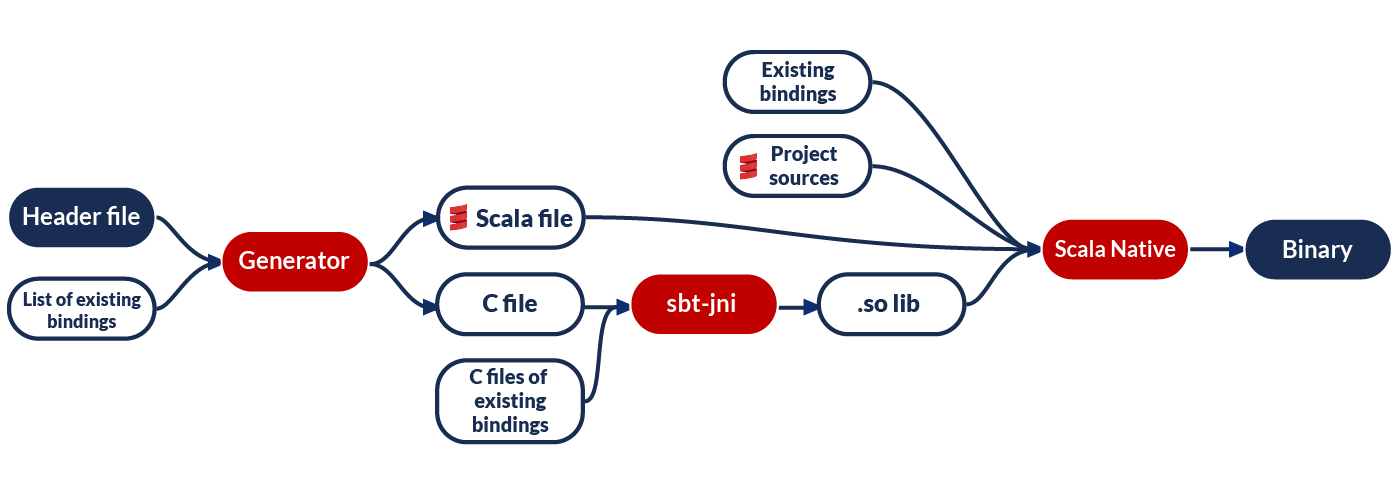 Existing
bindings
Project
sources
Header file
List of existing
bindings
Generator
Scala file
C file
C files of
existing
bindings
sbt-jni
.so lib
Scala Native
Binary